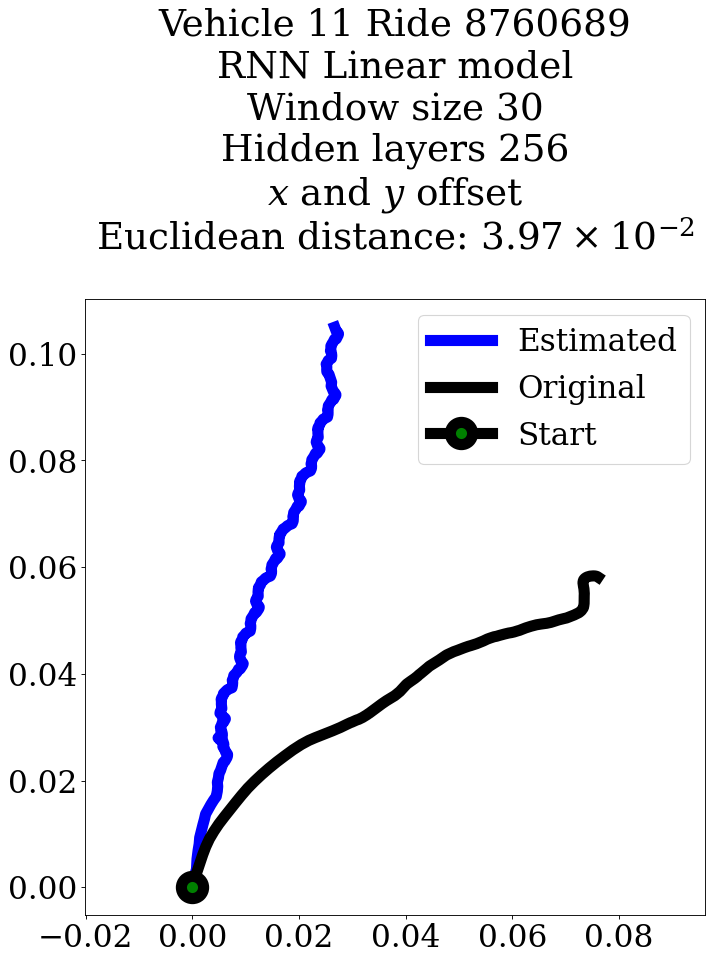 Vehicle 11 Ride 8760689
RNN Linear model
Window size 30
Hidden layers 256
x and y offset
Euclidean distance: 3.97 × 10⁻²
Estimated
Original
Start
0.10
0.08
0.06
0.04
0.02
0.00
−0.02 0.00 0.02 0.04 0.06 0.08